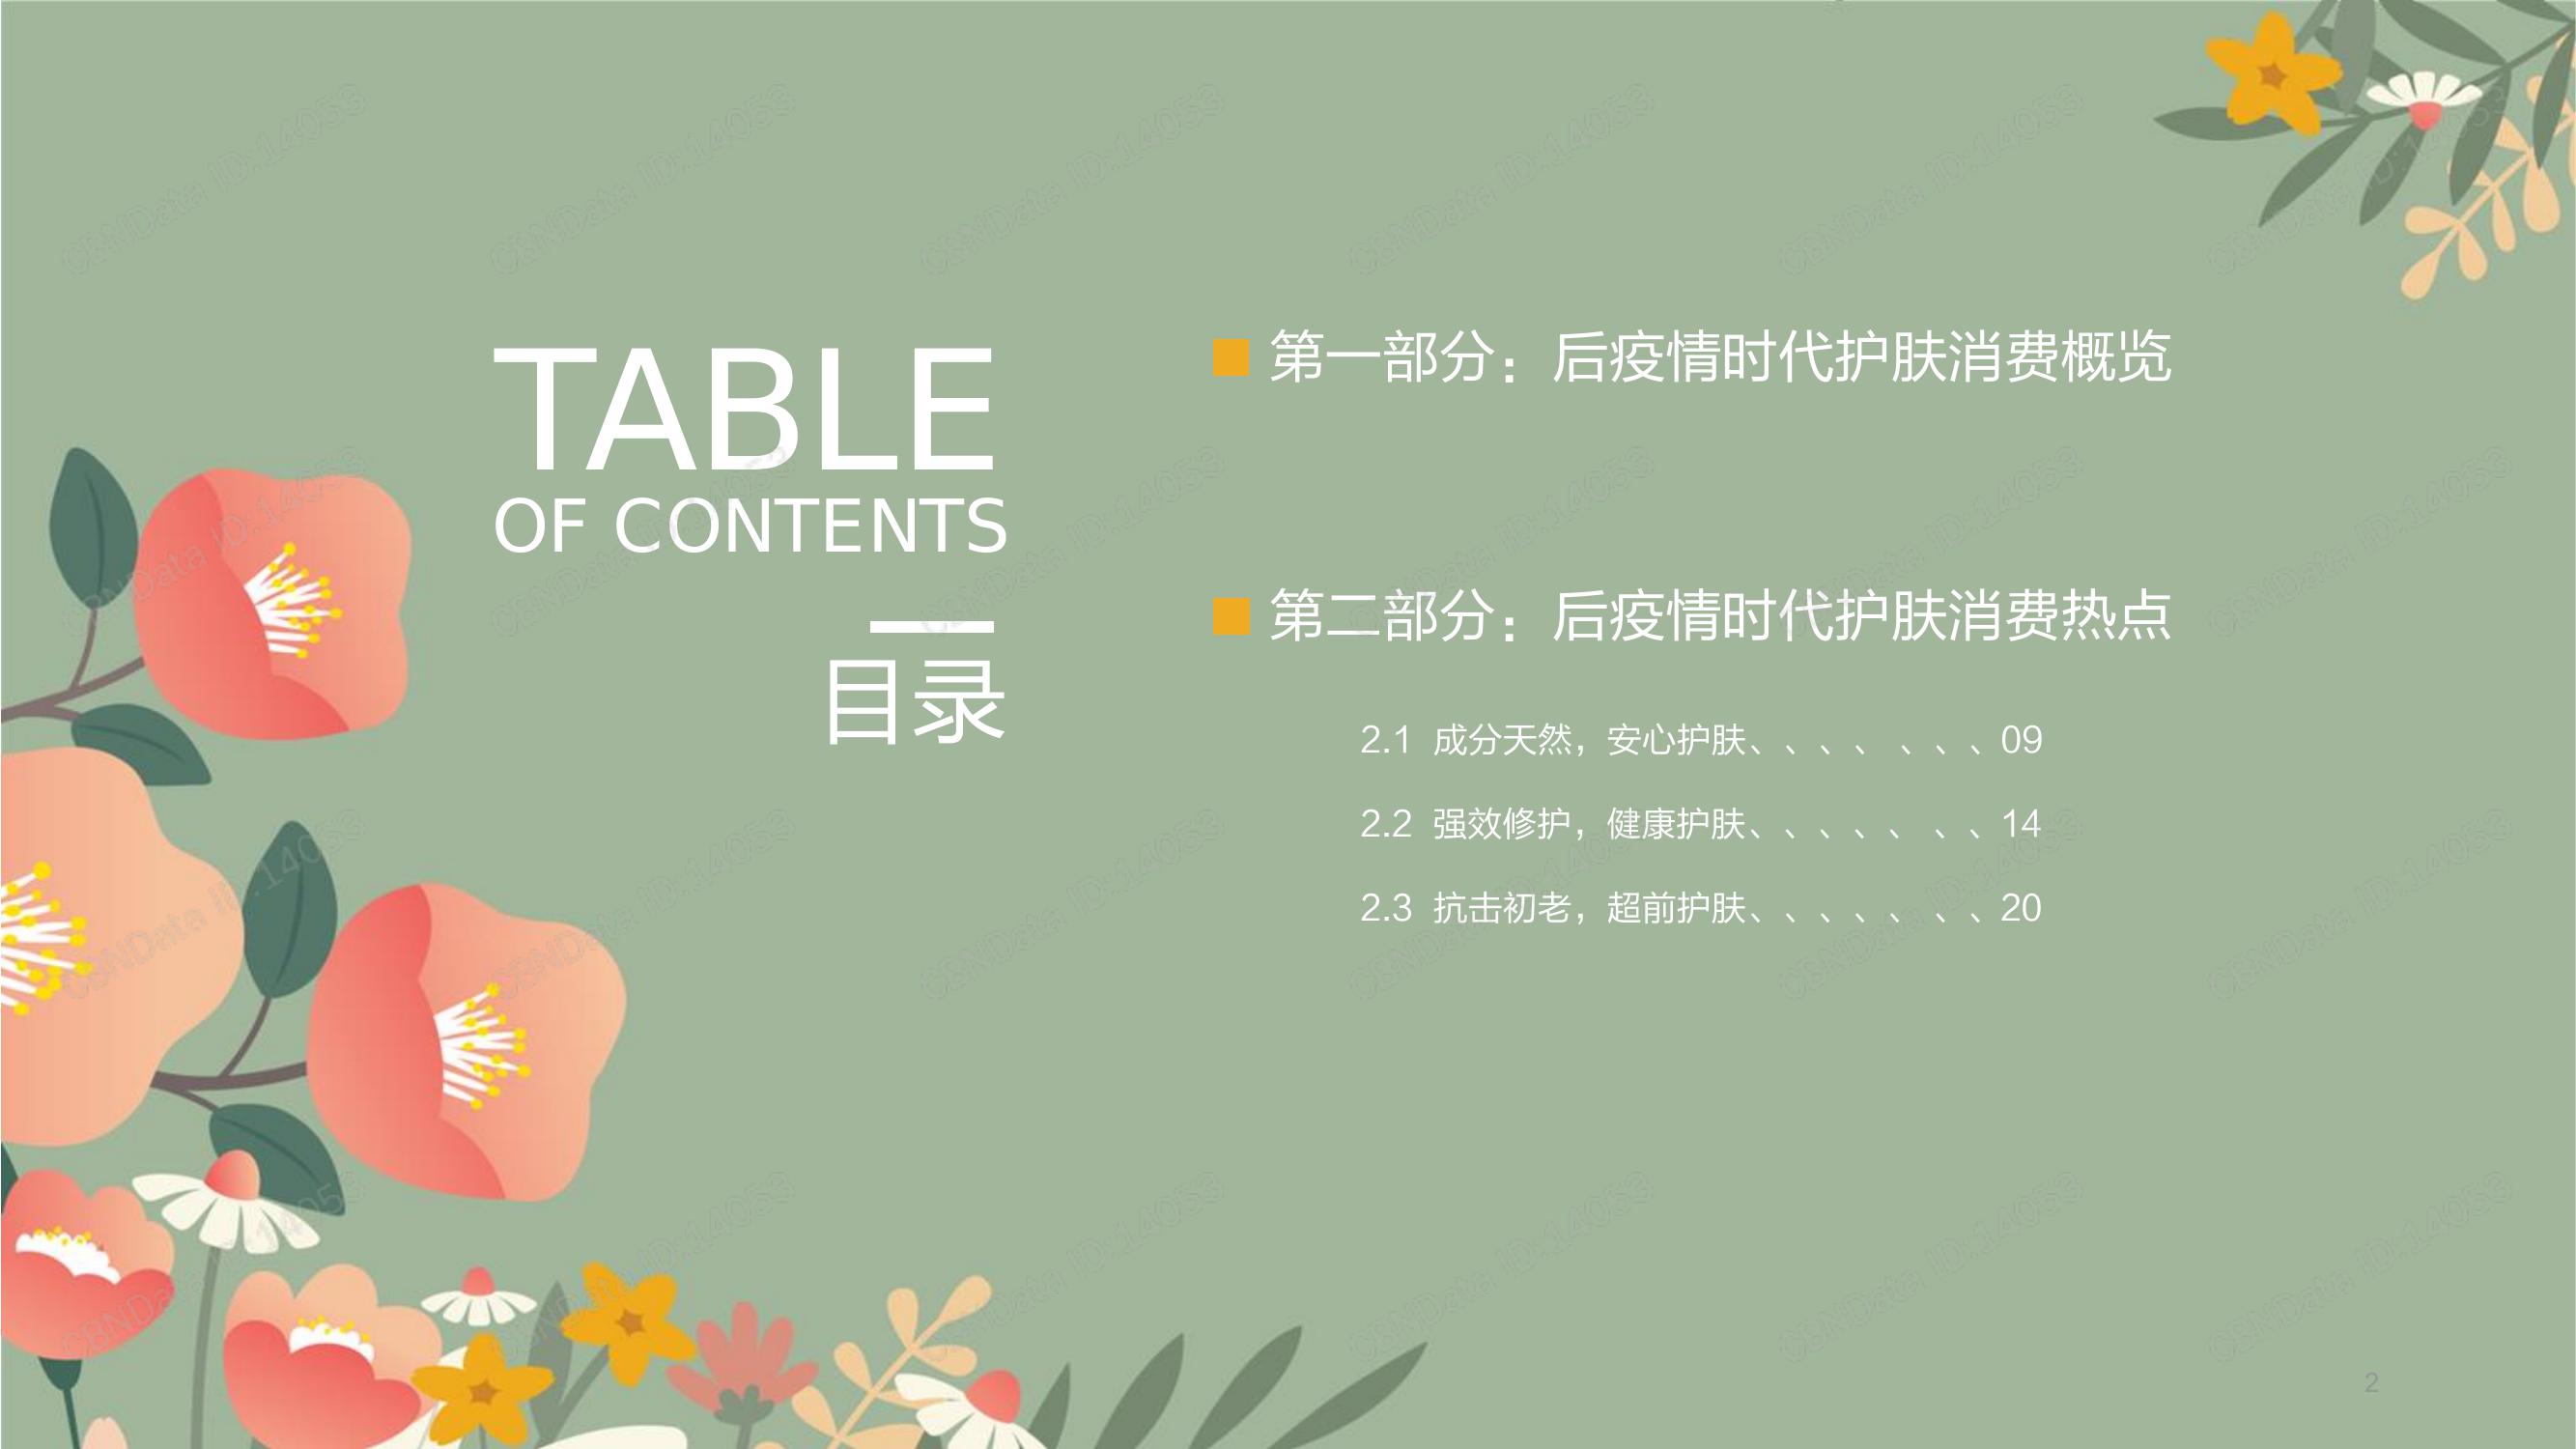 TABLE
OF CONTENTS
目录
第一部分：后疫情时代护肤消费概览
第二部分：后疫情时代护肤消费热点
2.1 成分天然，安心护肤、、、、 、、、09
2.2 强效修护，健康护肤、、、、、 、、14
2.3 抗击初老，超前护肤、、、、、 、、20
2
CBNData ID:14053